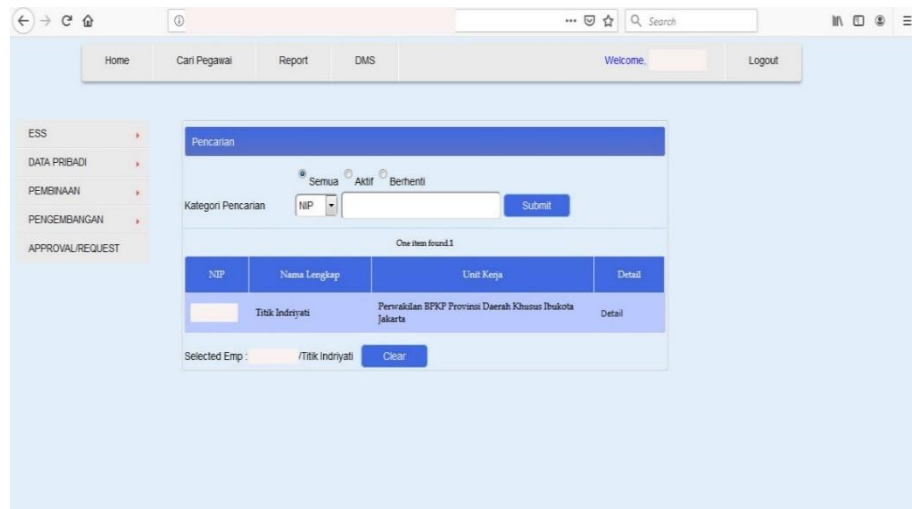 Search
Home Cari Pegawai Report DMS Welcome, Logout
ESS
DATA PRIBADI
PEMBINAAN
PENGEMBANGAN
APPROVAL/REQUEST
Pencarian
Semua Aktif Berhenti
Kategori Pencarian NIP Submit
One item found.1
NIP Nama Lengkap Unit Kerja Detail
Titik Indriyati Perwakilan BPKP Provinsi Daerah Khusus Ibukota Detail
Jakarta
Selected Emp : /Titik Indriyati Clear